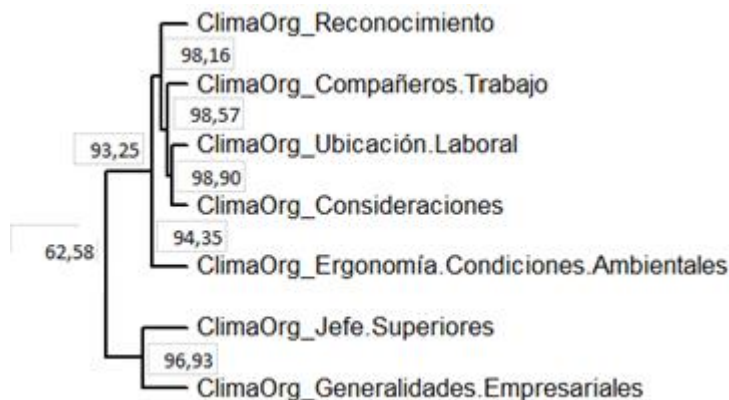 ClimaOrg_Reconocimiento
98,16
ClimaOrg_Compañeros.Trabajo
98,57
93,25
ClimaOrg_Ubicación.Laboral
98,90
ClimaOrg_Consideraciones
94,35
62,58
ClimaOrg_Ergonomía.Condiciones.Ambientales
ClimaOrg_Jefe.Superiores
96,93
ClimaOrg_Generalidades.Empresariales